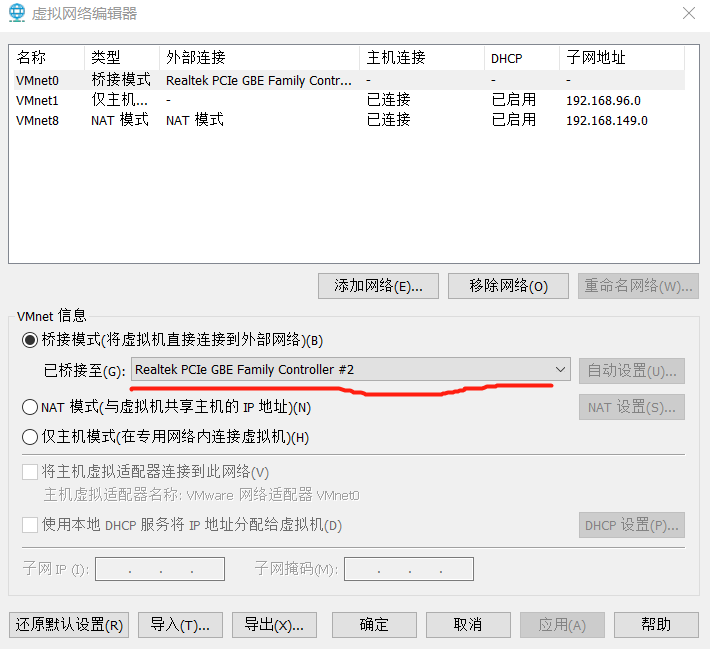 虚拟网络编辑器
名称 类型 外部连接 主机连接 DHCP 子网地址
VMnet0 桥接模式 Realtek PCIe GBE Family Contr... - - -
VMnet1 仅主机... - 已连接 已启用 192.168.96.0
VMnet8 NAT 模式 NAT 模式 已连接 已启用 192.168.149.0
添加网络(E)... 移除网络(O) 重命名网络(W)...
VMnet 信息
桥接模式(将虚拟机直接连接到外部网络)(B)
已桥接至(G): Realtek PCIe GBE Family Controller #2 自动设置(U)...
NAT 模式(与虚拟机共享主机的 IP 地址)(N) NAT 设置(S)...
仅主机模式(在专用网络内连接虚拟机)(H)
将主机虚拟适配器连接到此网络(V)
主机虚拟适配器名称: VMware 网络适配器 VMnet0
使用本地 DHCP 服务将 IP 地址分配给虚拟机(D) DHCP 设置(P)...
子网 IP (I): . . . 子网掩码(M): . . .
还原默认设置(R) 导入(T)... 导出(X)... 确定 取消 应用(A) 帮助